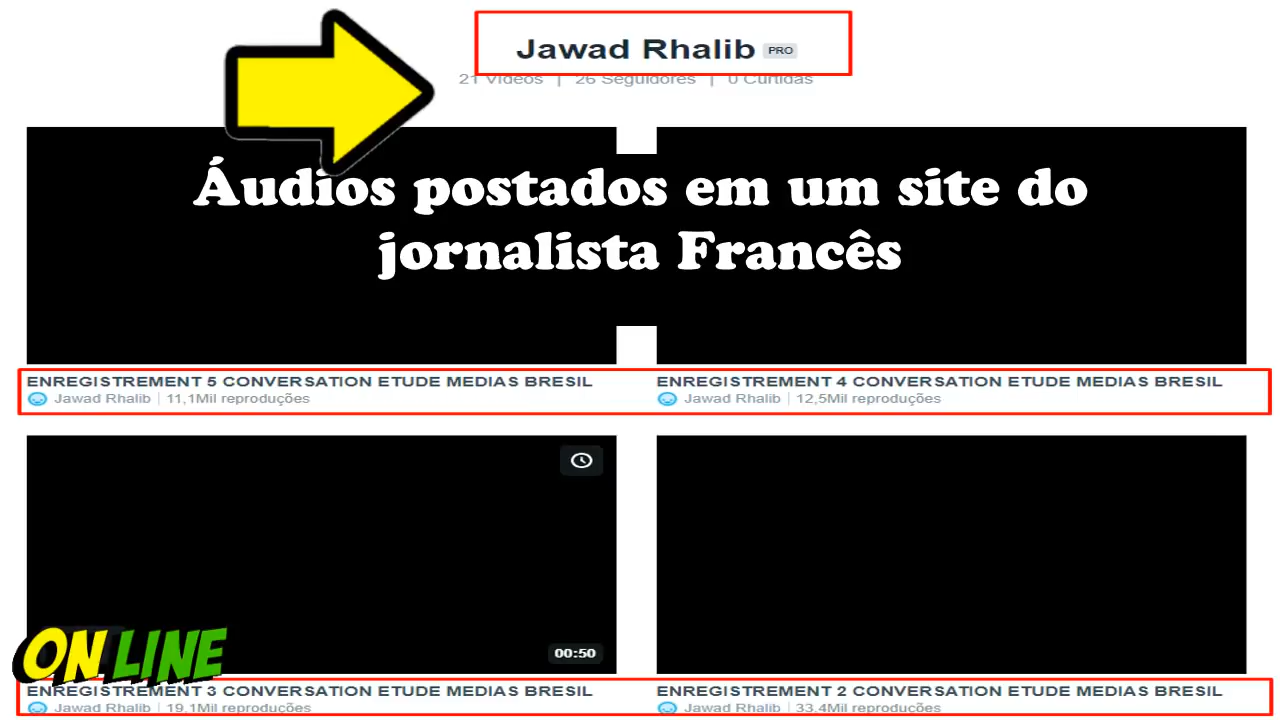 Jawad Rhalib PRO
21 Vídeos | 26 Seguidores | 0 Curtidas
Áudios postados em um site do
jornalista Francês
ENREGISTREMENT 5 CONVERSATION ETUDE MEDIAS BRESIL
Jawad Rhalib | 11,1Mil reproduções
ENREGISTREMENT 4 CONVERSATION ETUDE MEDIAS BRESIL
Jawad Rhalib | 12,5Mil reproduções
00:50
ON LINE
ENREGISTREMENT 3 CONVERSATION ETUDE MEDIAS BRESIL
Jawad Rhalib | 19,1Mil reproduções
ENREGISTREMENT 2 CONVERSATION ETUDE MEDIAS BRESIL
Jawad Rhalib | 33,4Mil reproduções